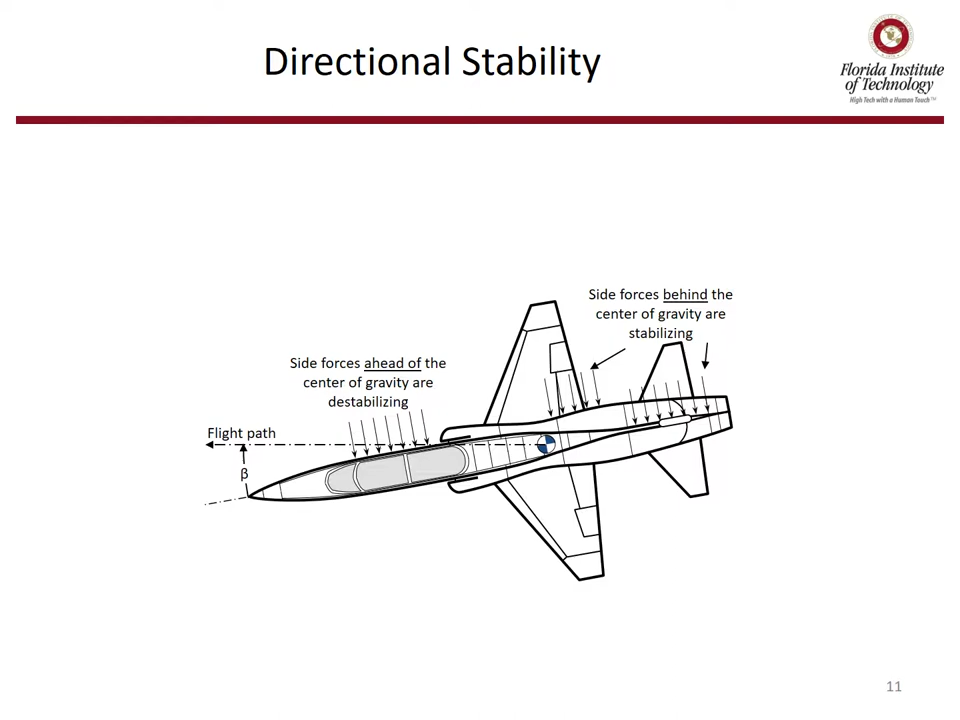 Directional Stability
Florida Institute
of Technology
High Tech with a Human Touch™
Side forces behind the
center of gravity are
stabilizing
Side forces ahead of the
center of gravity are
destabilizing
Flight path
β
11